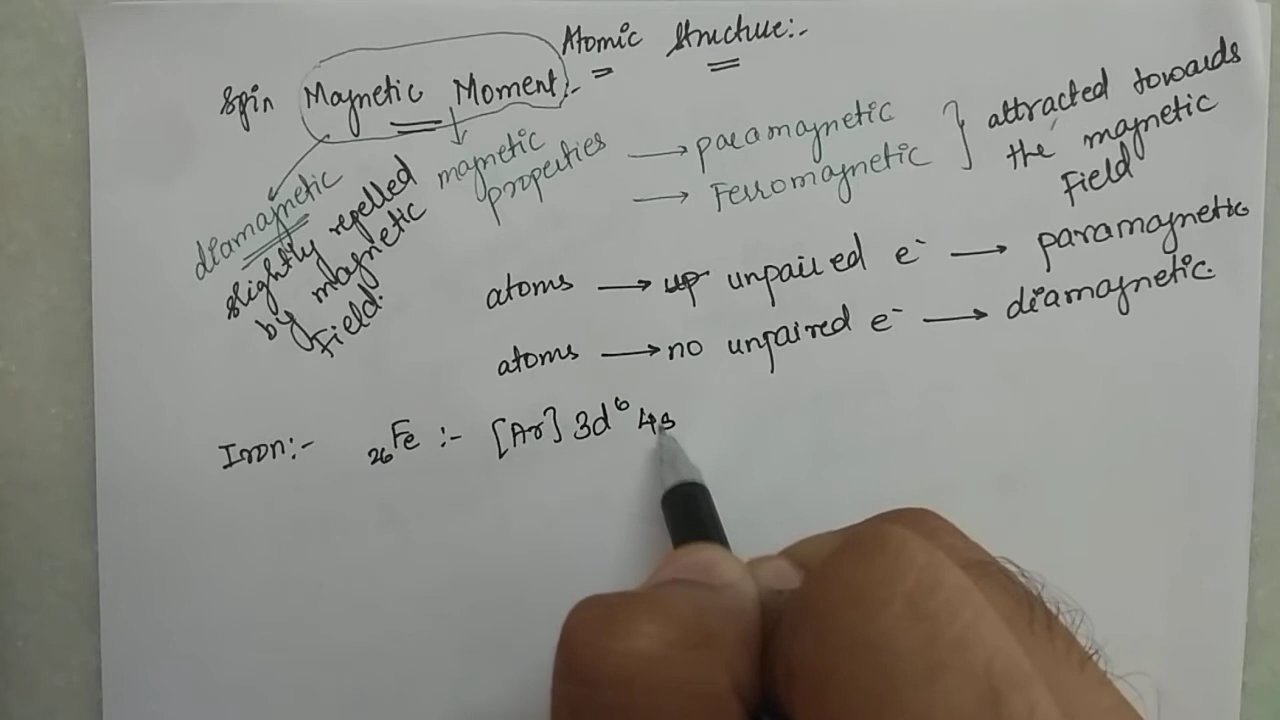 Atomic Structure:-
Spin Magnetic Moment:-
magnetic properties → paramagnetic
→ Ferromagnetic
} attracted towards
the magnetic
Field
diamagnetic
slightly repelled
by magnetic
Field.
atoms → unpaired e⁻ → paramagnetic
atoms → no unpaired e⁻ → diamagnetic.
Iron:- ₂₆Fe :- [Ar] 3d⁶ 4s